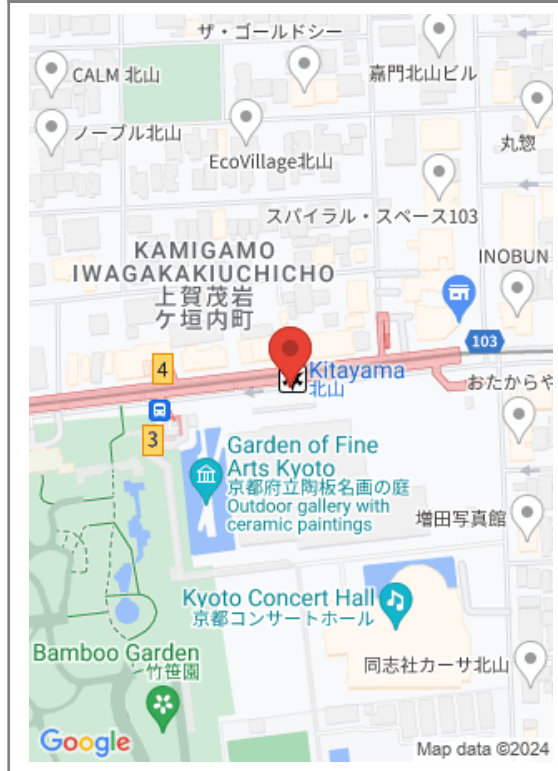 ザ・ゴールドシー
CALM 北山
嘉門北山ビル
ノーブル北山
丸惣
EcoVillage北山
スパイラル・スペース103
KAMIGAMO
IWAGAKAKIUCHICHO
上賀茂岩
ケ垣内町
INOBUN
103
4
Kitayama
北山
おたからや
3
Garden of Fine
Arts Kyoto
京都府立陶板名画の庭
Outdoor gallery with
ceramic paintings
増田写真館
Kyoto Concert Hall
京都コンサートホール
Bamboo Garden
竹笹園
同志社カーサ北山
Google
Map data ©2024